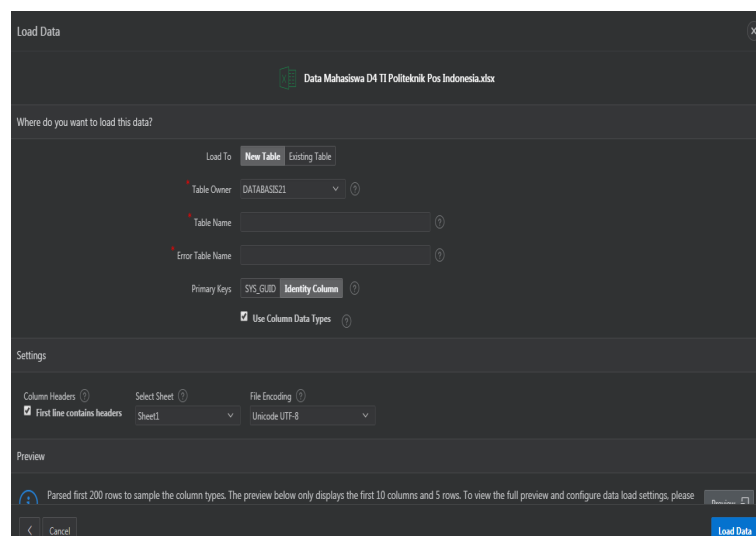 Load Data
Data Mahasiswa D4 TI Politeknik Pos Indonesia.xlsx
Where do you want to load this data?
Load To New Table Existing Table
* Table Owner DATABASIS21
* Table Name
* Error Table Name
Primary Keys SYS_GUID Identity Column
Use Column Data Types
Settings
Column Headers Select Sheet File Encoding
First line contains headers Sheet1 Unicode UTF-8
Preview
Parsed first 200 rows to sample the column types. The preview below only displays the first 10 columns and 5 rows. To view the full preview and configure data load settings, please
Preview
Cancel Load Data